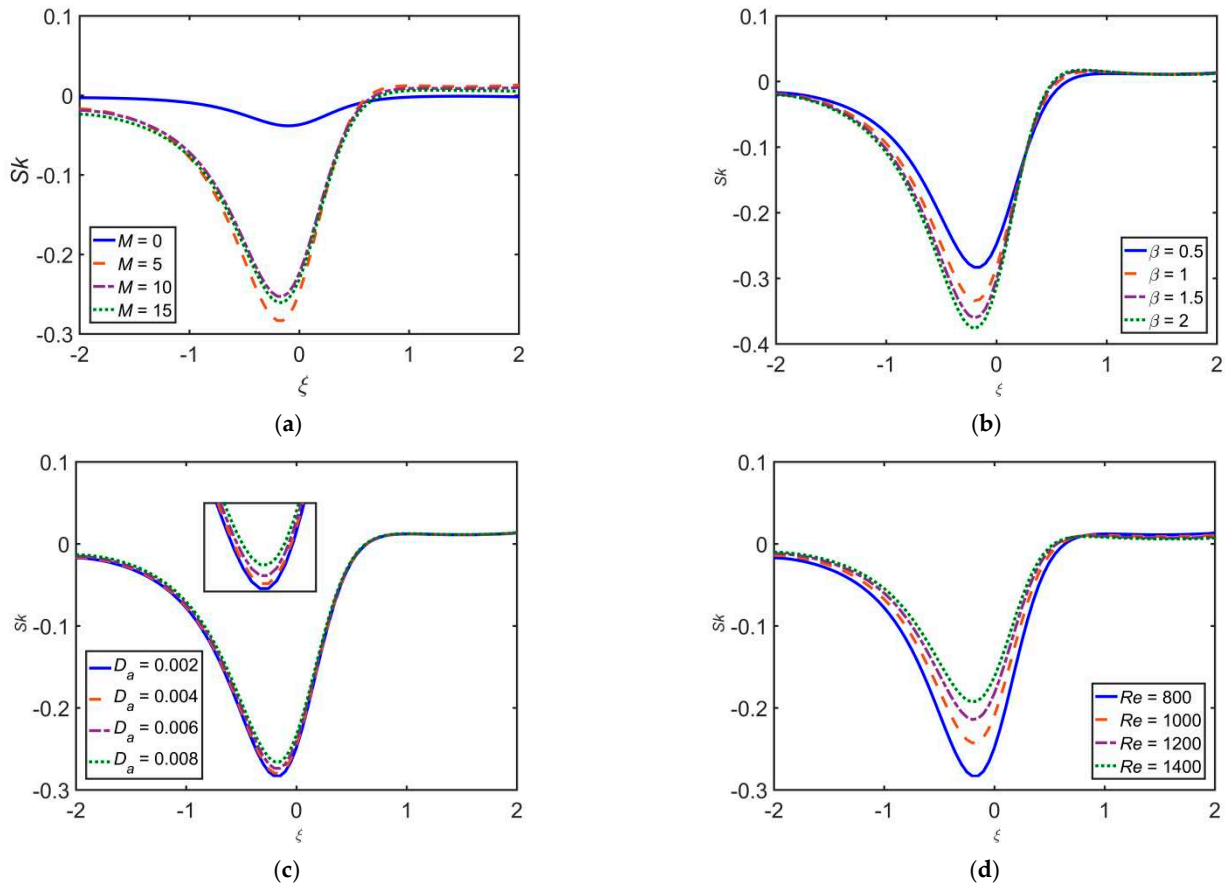 0.1
0
-0.1
-0.2
-0.3
Sk
M = 0
M = 5
M = 10
M = 15
-2 -1 0 1 2
ξ
(a)
0.1
0
-0.1
-0.2
-0.3
-0.4
Sk
β = 0.5
β = 1
β = 1.5
β = 2
-2 -1 0 1 2
ξ
(b)
0.1
0
-0.1
-0.2
-0.3
Sk
D_a = 0.002
D_a = 0.004
D_a = 0.006
D_a = 0.008
-2 -1 0 1 2
ξ
(c)
0.1
0
-0.1
-0.2
-0.3
Sk
Re = 800
Re = 1000
Re = 1200
Re = 1400
-2 -1 0 1 2
ξ
(d)